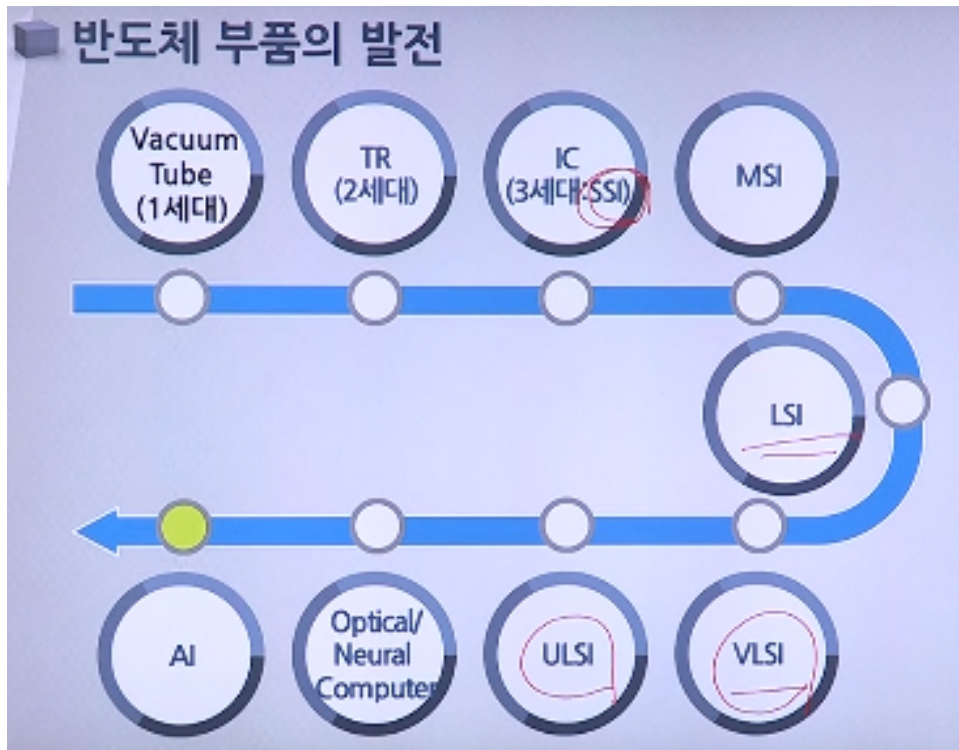 반도체 부품의 발전
Vacuum
Tube
(1세대)
TR
(2세대)
IC
(3세대:SSI)
MSI
LSI
VLSI
ULSI
Optical/
Neural
Computer
AI